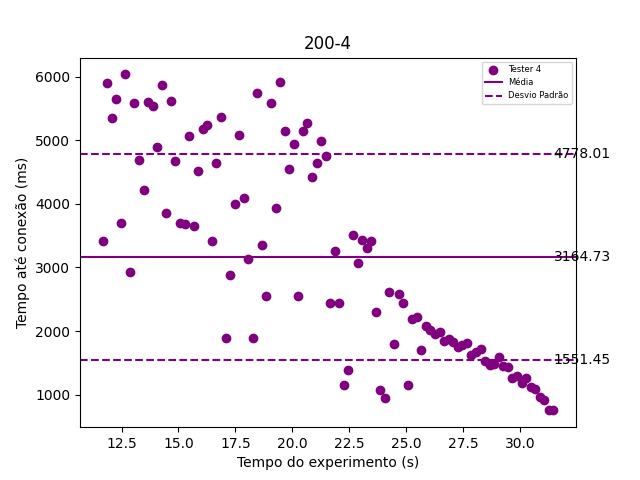 200-4
Tester 4
Média
Desvio Padrão
6000
5000
4000
3000
2000
1000
4778.01
3164.73
1551.45
Tempo até conexão (ms)
12.5 15.0 17.5 20.0 22.5 25.0 27.5 30.0
Tempo do experimento (s)